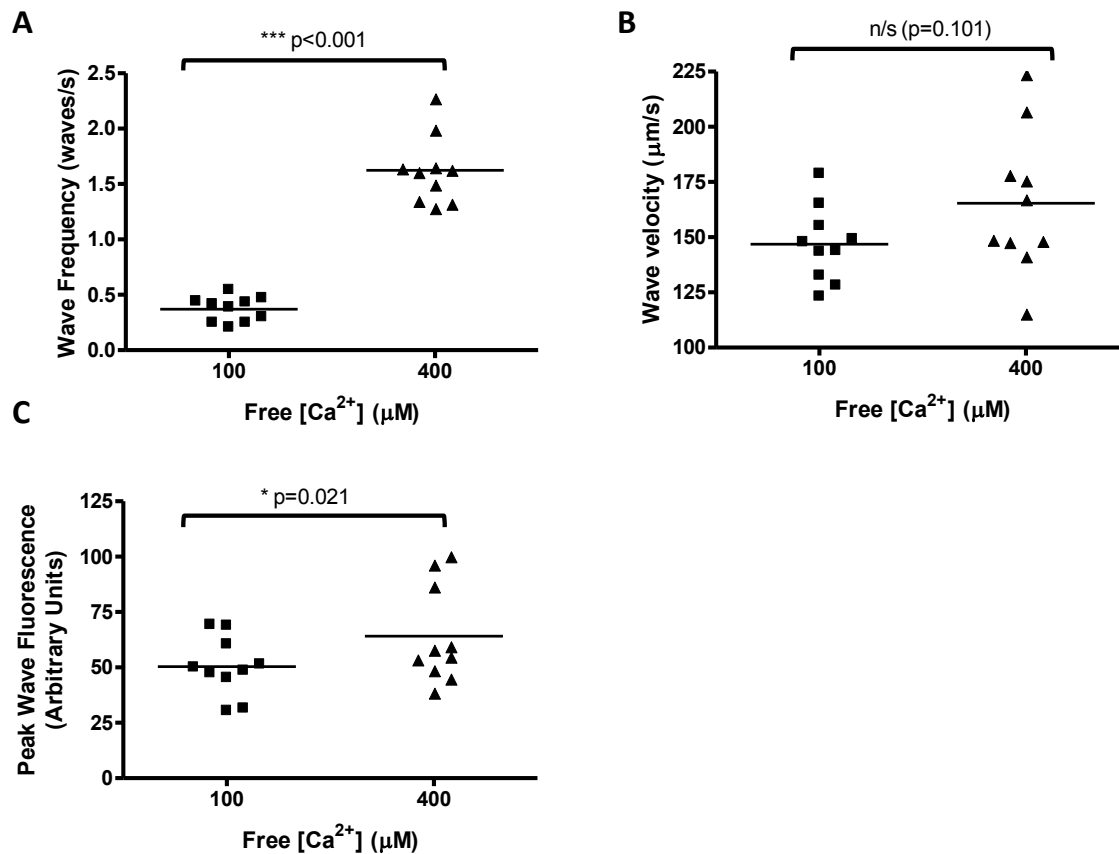 A
*** p<0.001
Wave Frequency (waves/s)
2.5
2.0
1.5
1.0
0.5
0.0
100 400
Free [Ca²⁺] (μM)
B
n/s (p=0.101)
Wave velocity (μm/s)
225
200
175
150
125
100
100 400
Free [Ca²⁺] (μM)
C
* p=0.021
Peak Wave Fluorescence
(Arbitrary Units)
125
100
75
50
25
0
100 400
Free [Ca²⁺] (μM)